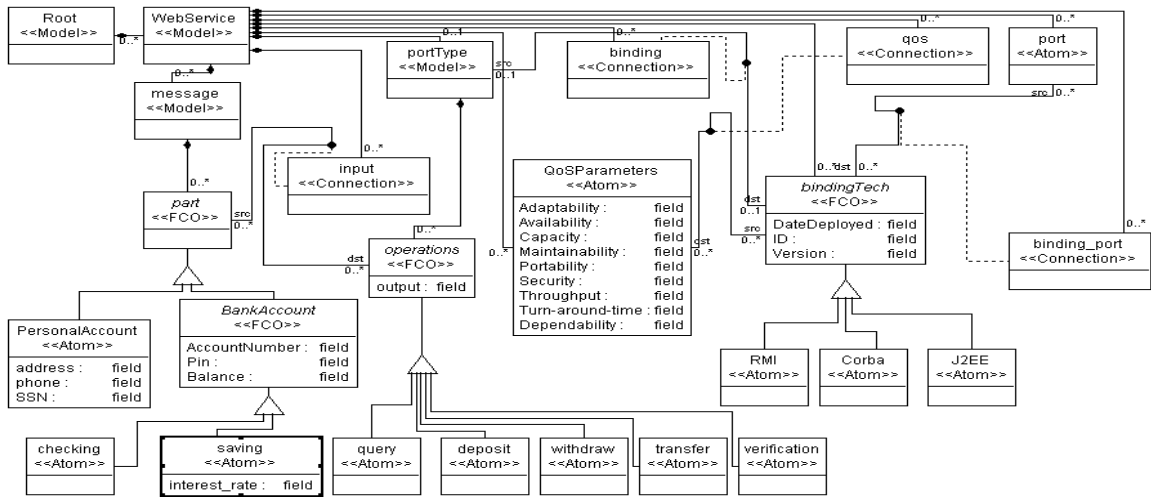 Root
<<Model>>
WebService
<<Model>>
0..*
0..*
message
<<Model>>
0..*
part
<<FCO>>
src
0..*
input
<<Connection>>
0..*
portType
<<Model>>
0..1
src
0..1
binding
<<Connection>>
0..*
qos
<<Connection>>
0..*
port
<<Atom>>
0..*
src
0..*
operations
<<FCO>>
output : field
0..*
dst
0..*
QoSParameters
<<Atom>>
Adaptability : field
Availability : field
Capacity : field
Maintainability : field
Portability : field
Security : field
Throughput : field
Turn-around-time : field
Dependability : field
0..*
dst
0..*
bindingTech
<<FCO>>
DateDeployed : field
ID : field
Version : field
0..*
dst
0..*
dst
0..1
src
0..*
binding_port
<<Connection>>
0..*
PersonalAccount
<<Atom>>
address : field
phone : field
SSN : field
BankAccount
<<FCO>>
AccountNumber : field
Pin : field
Balance : field
RMI
<<Atom>>
Corba
<<Atom>>
J2EE
<<Atom>>
checking
<<Atom>>
saving
<<Atom>>
interest_rate : field
query
<<Atom>>
deposit
<<Atom>>
withdraw
<<Atom>>
transfer
<<Atom>>
verification
<<Atom>>